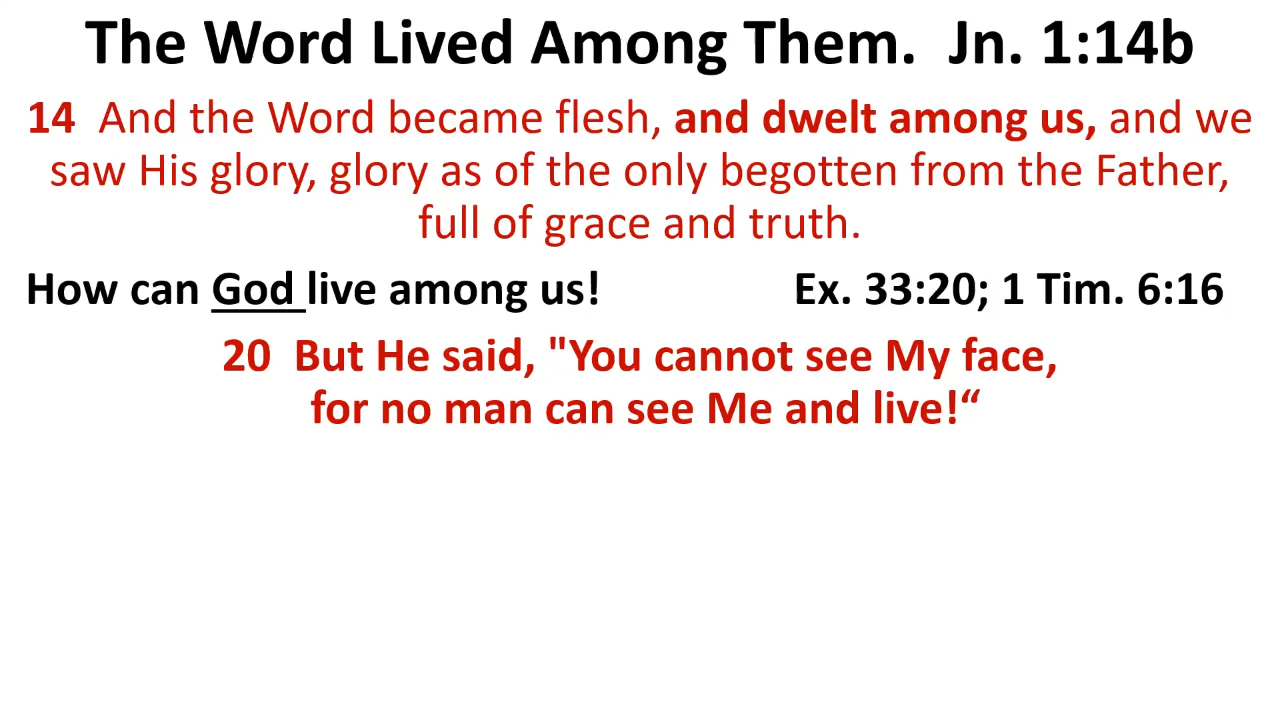 The Word Lived Among Them.  Jn. 1:14b
14  And the Word became flesh, and dwelt among us, and we
saw His glory, glory as of the only begotten from the Father,
full of grace and truth.
How can God live among us! Ex. 33:20; 1 Tim. 6:16
20  But He said, "You cannot see My face,
for no man can see Me and live!“